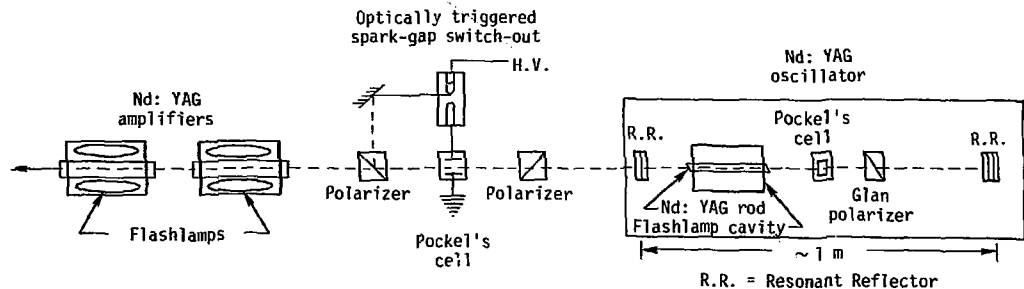 Optically triggered
spark-gap switch-out
H.V.
Nd: YAG
amplifiers
Flashlamps
Polarizer
Pockel's
cell
Polarizer
Nd: YAG
oscillator
R.R.
Pockel's
cell
R.R.
Nd: YAG rod
Flashlamp cavity
Glan
polarizer
~ 1 m
R.R. = Resonant Reflector